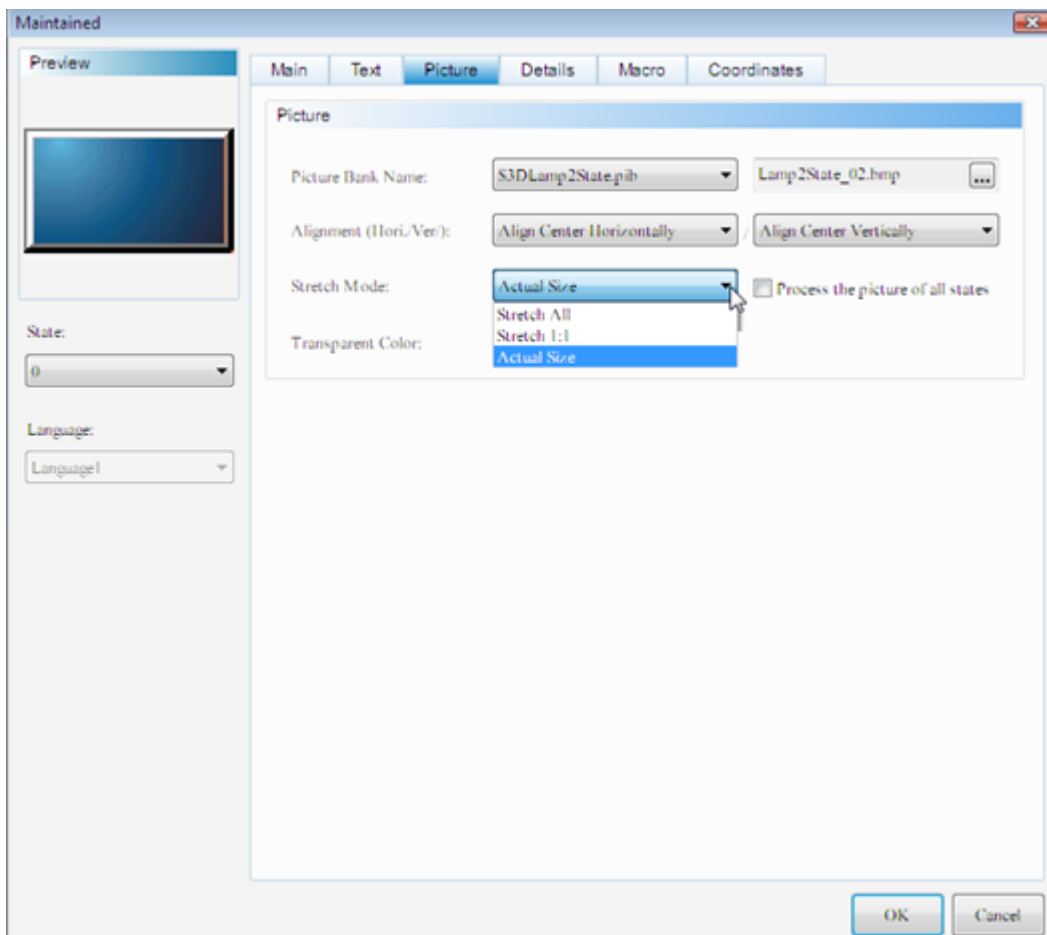 Maintained
Preview
Main Text Picture Details Macro Coordinates
Picture
Picture Bank Name: S3DLamp2State.pib Lamp2State_02.bmp ...
Alignment (Hori./Ver/): Align Center Horizontally / Align Center Vertically
Stretch Mode: Actual Size Process the picture of all states
Stretch All
Stretch 1:1
Transparent Color:
Actual Size
State:
0
Language:
Language1
OK Cancel